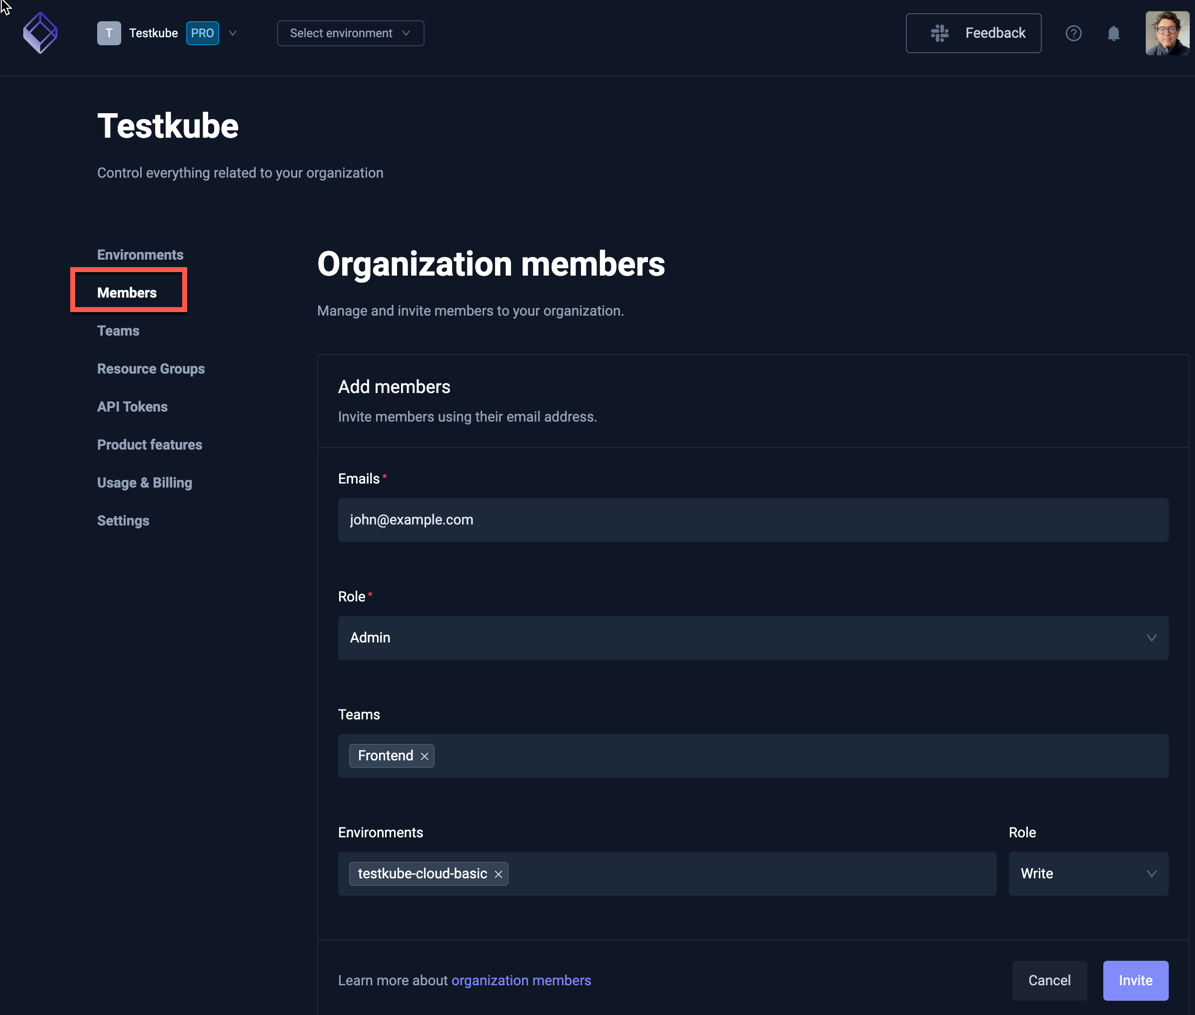 T Testkube PRO Select environment Feedback
Testkube
Control everything related to your organization
Environments
Members
Teams
Resource Groups
API Tokens
Product features
Usage & Billing
Settings
Organization members
Manage and invite members to your organization.
Add members
Invite members using their email address.
Emails*
john@example.com
Role*
Admin
Teams
Frontend ×
Environments Role
testkube-cloud-basic × Write
Learn more about organization members Cancel Invite